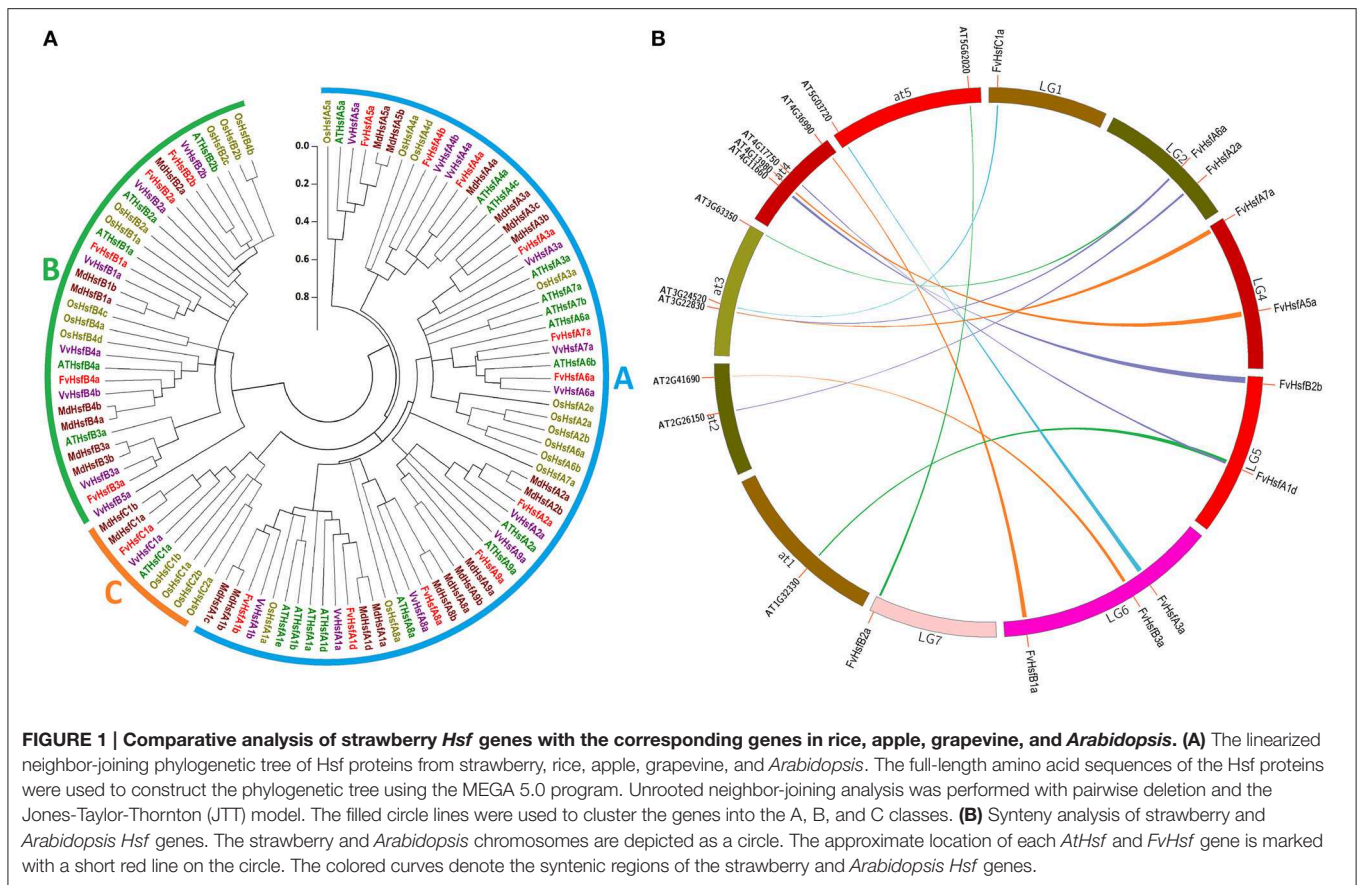 A
B
OsHsfA5a
ATHsfA5a
VvHsfA5a
FvHsfA5a
MdHsfA5a
MdHsfA5b
OsHsfA4a
OsHsfA4d
FvHsfA4b
VvHsfA4b
VvHsfA4a
FvHsfA4a
MdHsfA4a
ATHsfA4a
ATHsfA4c
MdHsfA3a
MdHsfA3c
MdHsfA3b
FvHsfA3a
VvHsfA3a
ATHsfA3a
OsHsfA3a
ATHsfA7a
ATHsfA7b
ATHsfA6a
FvHsfA7a
VvHsfA7a
ATHsfA6b
FvHsfA6a
VvHsfA6a
OsHsfA2e
OsHsfA2a
OsHsfA2b
OsHsfA6a
OsHsfA6b
OsHsfA7a
MdHsfA2a
MdHsfA2b
FvHsfA2a
VvHsfA2a
ATHsfA2a
VvHsfA9a
ATHsfA9a
FvHsfA9a
MdHsfA9a
MdHsfA9b
MdHsfA8a
MdHsfA8b
FvHsfA8a
VvHsfA8a
ATHsfA8a
OsHsfA8a
MdHsfA1a
MdHsfA1d
FvHsfA1d
VvHsfA1a
ATHsfA1d
ATHsfA1a
ATHsfA1b
ATHsfA1e
OsHsfA1a
VvHsfA1b
FvHsfA1b
MdHsfA1b
MdHsfA1c
OsHsfC2a
OsHsfC2b
OsHsfC1a
OsHsfC1b
ATHsfC1a
VvHsfC1a
FvHsfC1a
MdHsfC1a
MdHsfC1b
VvHsfB5a
FvHsfB3a
VvHsfB3a
MdHsfB3b
MdHsfB3a
ATHsfB3a
MdHsfB4a
MdHsfB4b
VvHsfB4b
FvHsfB4a
ATHsfB4a
VvHsfB4a
OsHsfB4d
OsHsfB4a
OsHsfB4c
MdHsfB1a
MdHsfB1b
VvHsfB1a
FvHsfB1a
ATHsfB1a
OsHsfB1a
OsHsfB2a
ATHsfB2a
VvHsfB2a
FvHsfB2a
MdHsfB2a
FvHsfB2b
VvHsfB2b
ATHsfB2b
OsHsfB2c
OsHsfB2b
OsHsfB4b
0.0
0.2
0.4
0.6
0.8
A
B
C
at5
AT5G62020
AT5G03720
AT4G36990
AT4G17750
AT4G13980
AT4G11660
at4
AT3G63350
at3
AT3G24520
AT3G22830
AT2G41690
AT2G26150
at2
at1
AT1G32330
FvHsfC1a
LG1
LG2
FvHsfA6a
FvHsfA2a
FvHsfA7a
LG4
FvHsfA5a
FvHsfB2b
LG5
FvHsfA1d
LG6
FvHsfA3a
FvHsfB3a
FvHsfB1a
LG7
FvHsfB2a
FIGURE 1 | Comparative analysis of strawberry Hsf genes with the corresponding genes in rice, apple, grapevine, and Arabidopsis. (A) The linearized
neighbor-joining phylogenetic tree of Hsf proteins from strawberry, rice, apple, grapevine, and Arabidopsis. The full-length amino acid sequences of the Hsf proteins
were used to construct the phylogenetic tree using the MEGA 5.0 program. Unrooted neighbor-joining analysis was performed with pairwise deletion and the
Jones-Taylor-Thornton (JTT) model. The filled circle lines were used to cluster the genes into the A, B, and C classes. (B) Synteny analysis of strawberry and
Arabidopsis Hsf genes. The strawberry and Arabidopsis chromosomes are depicted as a circle. The approximate location of each AtHsf and FvHsf gene is marked
with a short red line on the circle. The colored curves denote the syntenic regions of the strawberry and Arabidopsis Hsf genes.